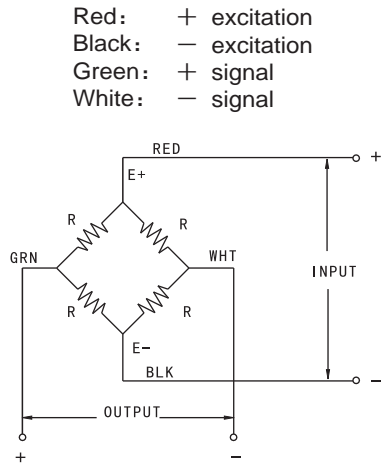 Red: + excitation
Black: − excitation
Green: + signal
White: − signal
RED
+
E+
R
R
GRN
WHT
INPUT
R
R
E−
BLK
−
OUTPUT
+
−